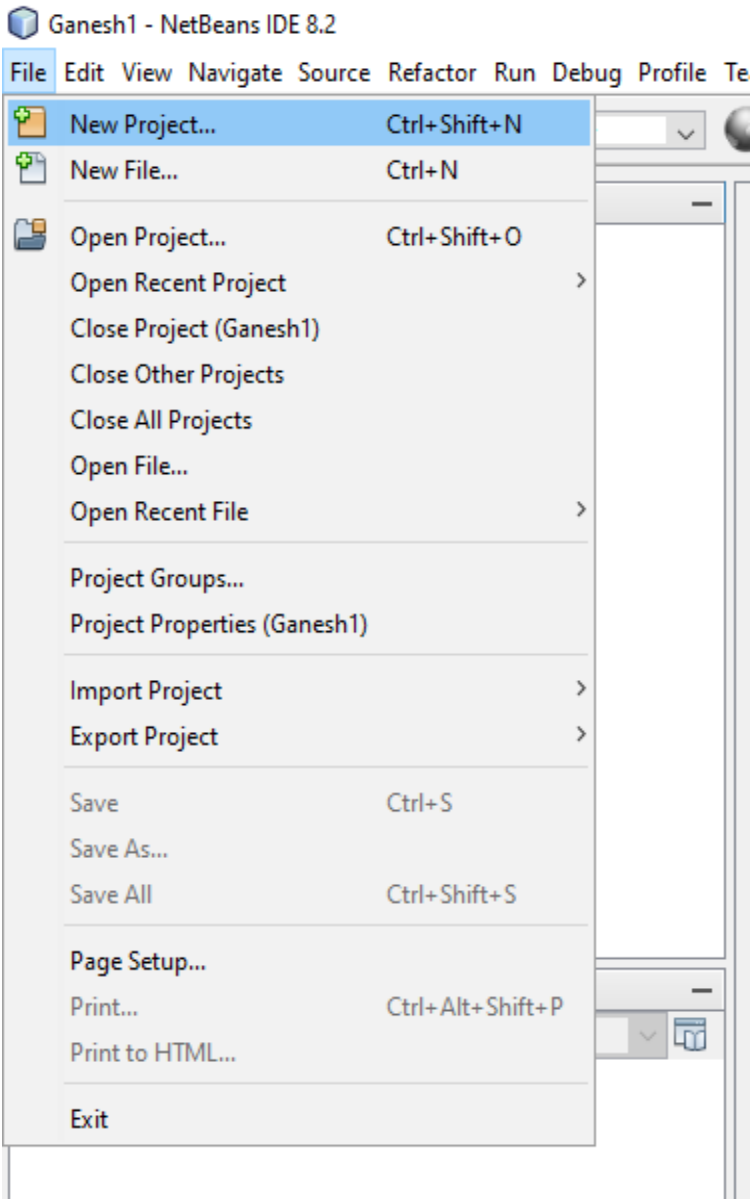 Ganesh1 - NetBeans IDE 8.2
File Edit View Navigate Source Refactor Run Debug Profile
New Project... Ctrl+Shift+N
New File... Ctrl+N
Open Project... Ctrl+Shift+O
Open Recent Project
Close Project (Ganesh1)
Close Other Projects
Close All Projects
Open File...
Open Recent File
Project Groups...
Project Properties (Ganesh1)
Import Project
Export Project
Save Ctrl+S
Save As...
Save All Ctrl+Shift+S
Page Setup...
Print... Ctrl+Alt+Shift+P
Print to HTML...
Exit